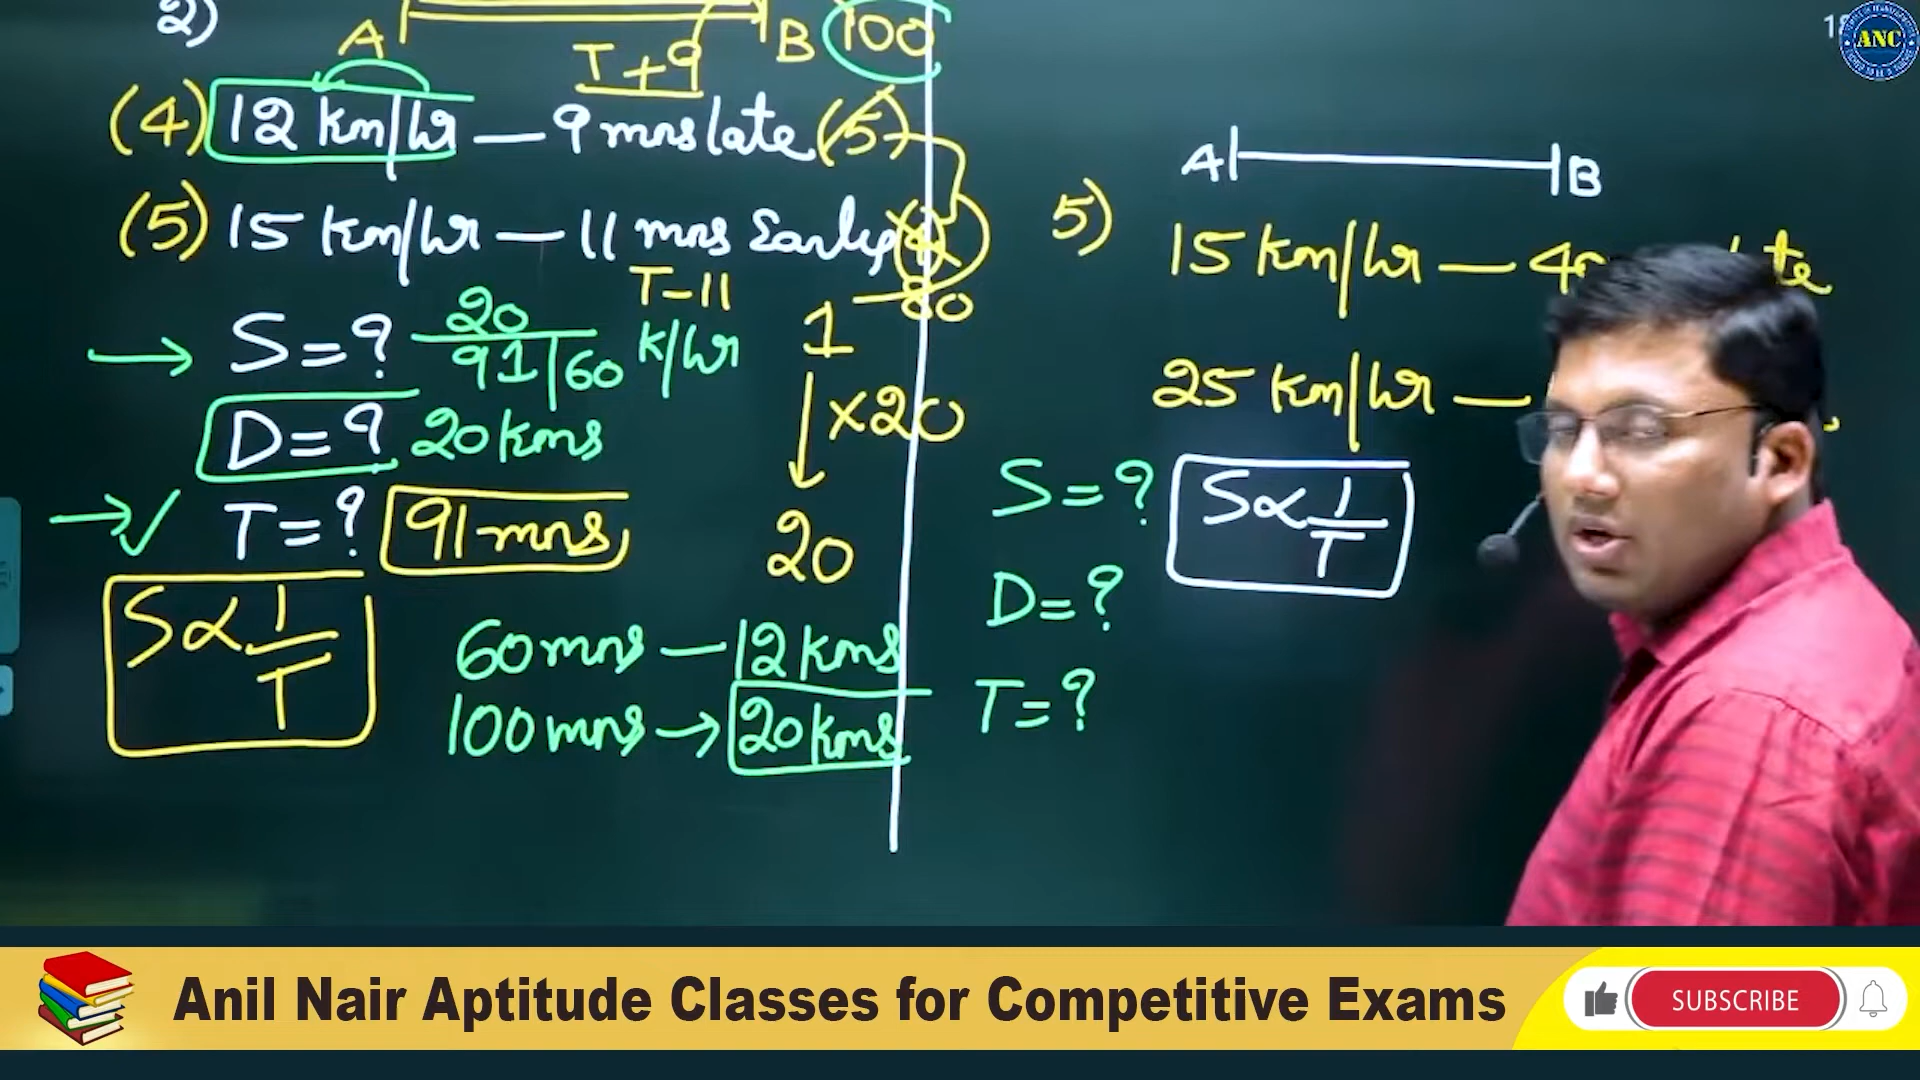 2)
A
B
100
T+9
(4) 12 km/hr — 9 mns late (5)
(5) 15 km/hr — 11 mns Early
T-11
80
S=? 20/91/60 k/hr
1
×20
20
D=? 20 kms
T=? 91 mns
S∝1/T
60 mns — 12 kms
100 mns → 20 kms
A B
5)
15 km/hr —
25 km/hr —
S=?
S∝1/T
D=?
T=?
ANC
Anil Nair Aptitude Classes for Competitive Exams
SUBSCRIBE